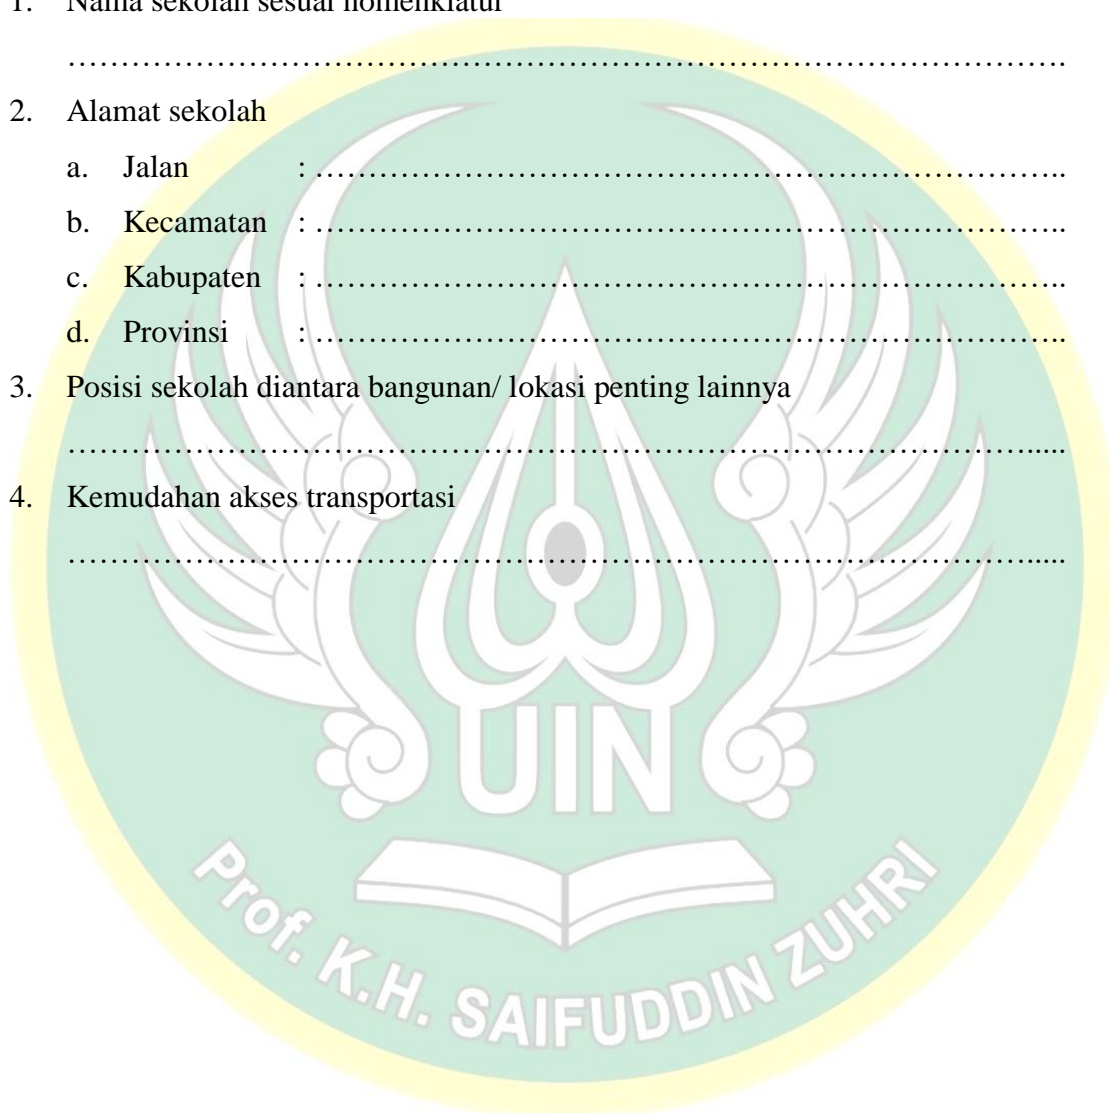 1. Nama sekolah sesuai nomenklatur
……………………………………………………………………………………………….
2. Alamat sekolah
a. Jalan : ………………………………………………………………………..
b. Kecamatan : ………………………………………………………………………..
c. Kabupaten : ………………………………………………………………………..
d. Provinsi : ………………………………………………………………………..
3. Posisi sekolah diantara bangunan/ lokasi penting lainnya
…………………………………………………………………………………………......
4. Kemudahan akses transportasi
…………………………………………………………………………………………......
UIN
Prof. K.H. SAIFUDDIN ZUHRI